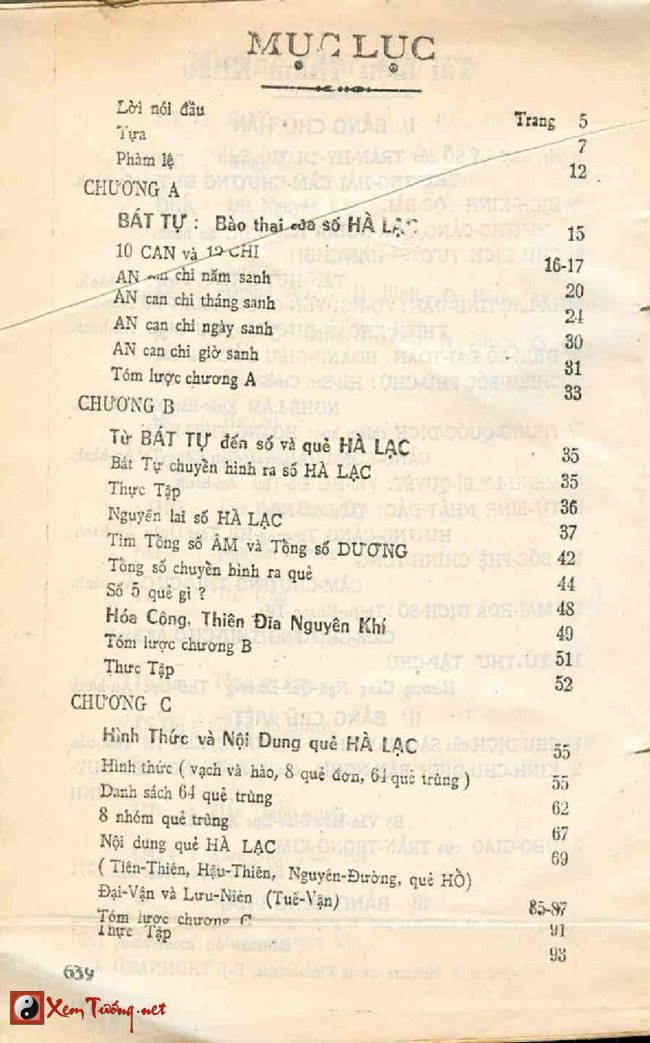 MỤC LỤC
Lời nói đầu Trang 5
Tựa 7
Phàm lệ 12
CHƯƠNG A
BÁT TỰ : Bào thai của số HÀ LẠC 15
10 CAN và 12 CHI 16-17
AN can chi năm sanh 20
AN can chi tháng sanh 24
AN can chi ngày sanh 30
AN can chi giờ sanh 31
Tóm lược chương A 33
CHƯƠNG B
Từ BÁT TỰ đến số và quẻ HÀ LẠC 35
Bát Tự chuyển hình ra số HÀ LẠC 35
Thực Tập 36
Nguyên lai số HÀ LẠC 37
Tìm Tổng số ÂM và Tổng số DƯƠNG 42
Tổng số chuyển hình ra quẻ 44
Số 5 quẻ gì ? 48
Hóa Công, Thiên Địa Nguyên Khí 49
Tóm lược chương B 51
Thực Tập 52
CHƯƠNG C
Hình Thức và Nội Dung quẻ HÀ LẠC 55
Hình thức ( vạch và hào, 8 quẻ đơn, 64 quẻ trùng ) 55
Danh sách 64 quẻ trùng 62
8 nhóm quẻ trùng 67
Nội dung quẻ HÀ LẠC 69
( Tiên-Thiên, Hậu-Thiên, Nguyên-Đường, quẻ HỖ)
Đại-Vận và Lưu-Niên (Tuế-Vận) 85-87
Tóm lược chương C 91
Thực Tập 93
639
XemTướng.net